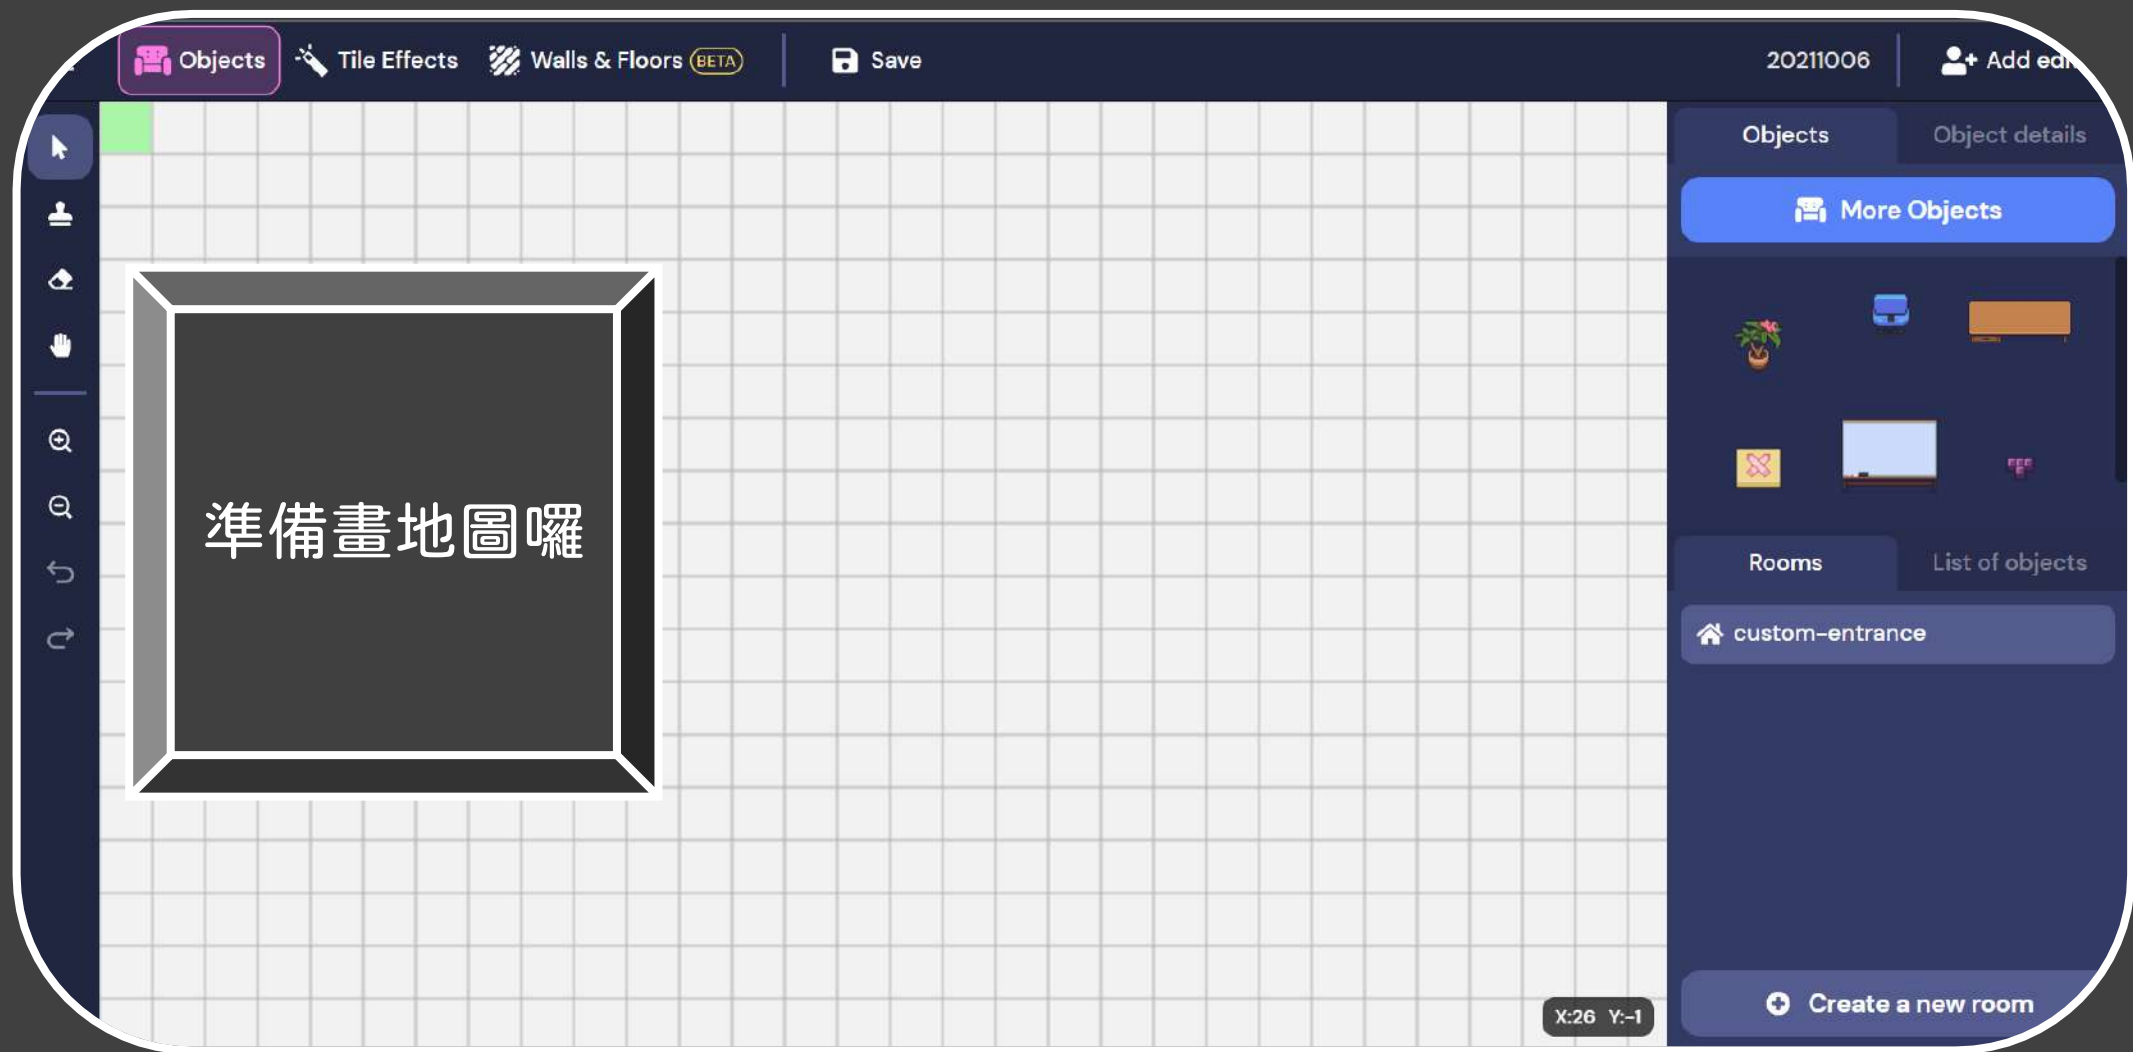 Objects
Tile Effects
Walls & Floors BETA
Save
20211006
Add
Objects
Object details
More Objects
準備畫地圖囉
Rooms
List of objects
custom-entrance
Create a new room
X:26 Y:-1